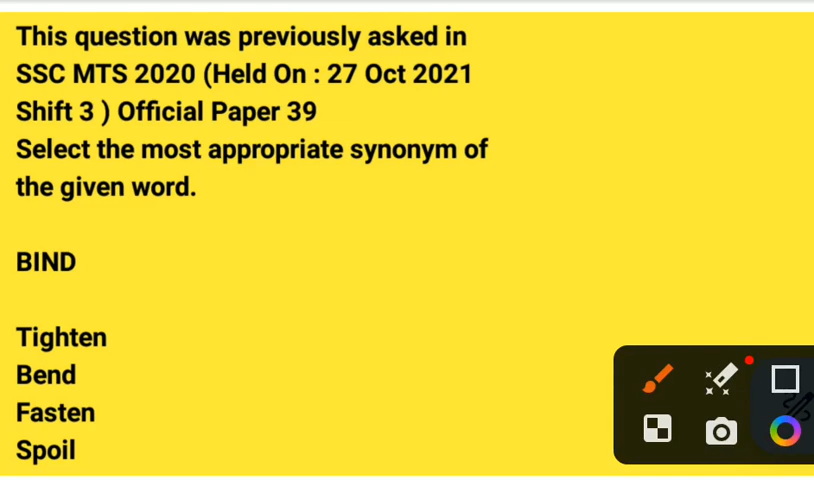 This question was previously asked in
SSC MTS 2020 (Held On : 27 Oct 2021
Shift 3 ) Official Paper 39
Select the most appropriate synonym of
the given word.
BIND
Tighten
Bend
Fasten
Spoil